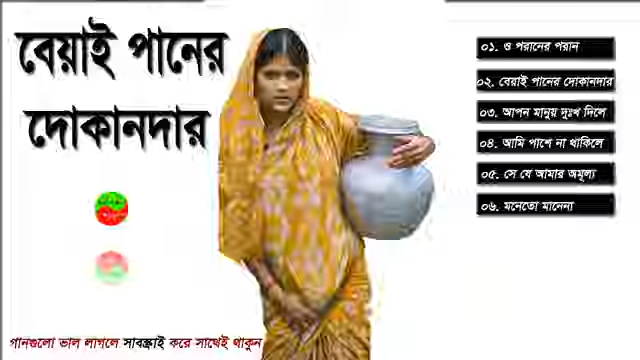 বেয়াই পানের
দোকানদার
০১. ও পরানের পরান
০২. বেয়াই পানের দোকানদার
০৩. আপন মানুষ দুঃখ দিলে
০৪. আমি পাশে না থাকিলে
০৫. সে যে আমার অমূল্য
০৬. মনেতো মানেনা
গানগুলো ভাল লাগলে সাবস্ক্রাই করে সাথেই থাকুন